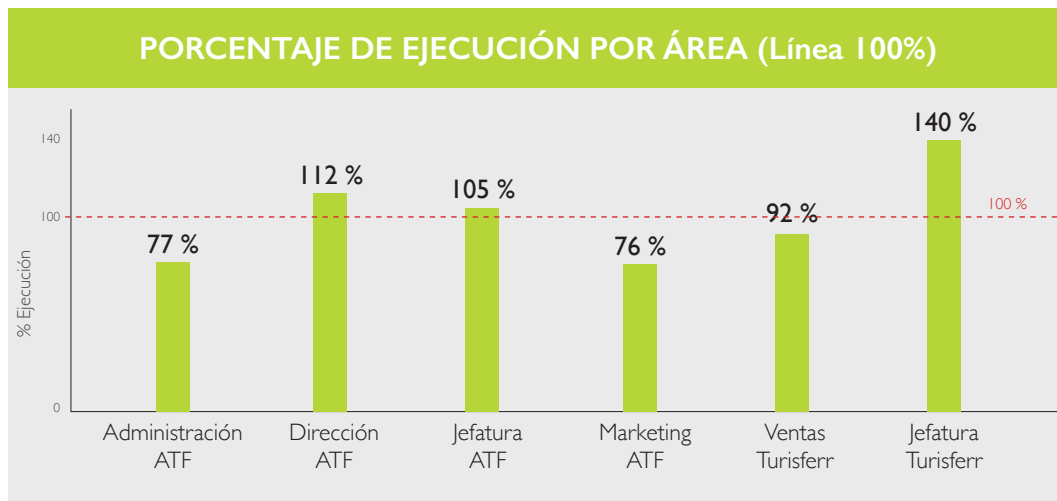 PORCENTAJE DE EJECUCIÓN POR ÁREA (Línea 100%)
140
100
0
% Ejecución
77 %
112 %
105 %
76 %
92 %
140 %
100 %
Administración
ATF
Dirección
ATF
Jefatura
ATF
Marketing
ATF
Ventas
Turisferr
Jefatura
Turisferr